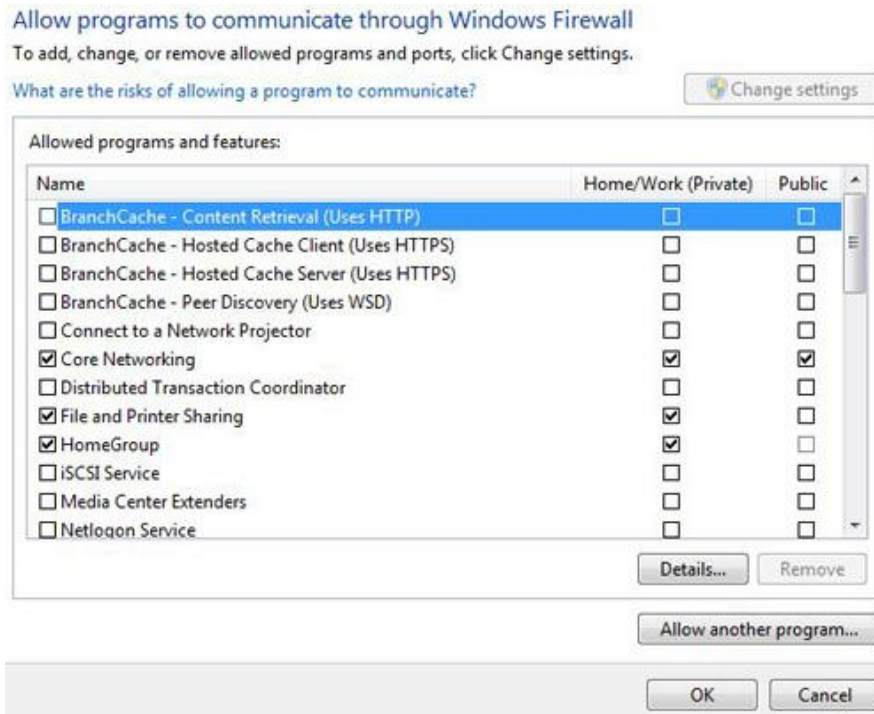 Allow programs to communicate through Windows Firewall
To add, change, or remove allowed programs and ports, click Change settings.
What are the risks of allowing a program to communicate?
Change settings
Allowed programs and features:
Name Home/Work (Private) Public
BranchCache - Content Retrieval (Uses HTTP)
BranchCache - Hosted Cache Client (Uses HTTPS)
BranchCache - Hosted Cache Server (Uses HTTPS)
BranchCache - Peer Discovery (Uses WSD)
Connect to a Network Projector
Core Networking
Distributed Transaction Coordinator
File and Printer Sharing
HomeGroup
iSCSI Service
Media Center Extenders
Netlogon Service
Details... Remove
Allow another program...
OK Cancel